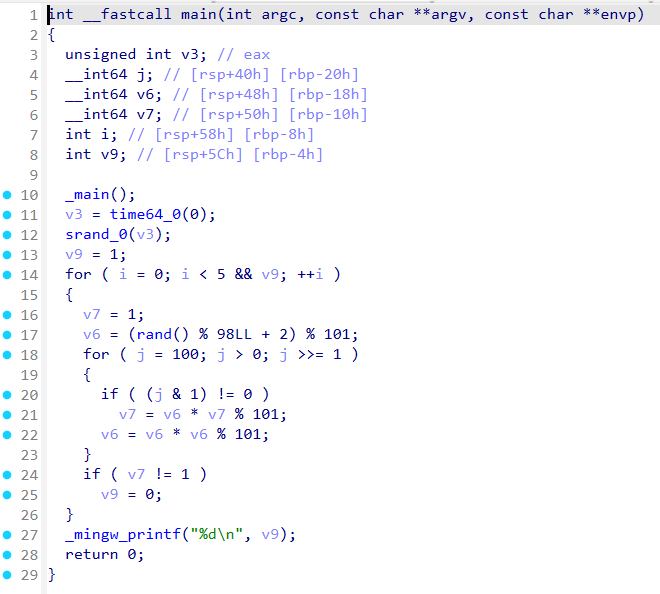 1 int __fastcall main(int argc, const char **argv, const char **envp)
2 {
3 unsigned int v3; // eax
4 __int64 j; // [rsp+40h] [rbp-20h]
5 __int64 v6; // [rsp+48h] [rbp-18h]
6 __int64 v7; // [rsp+50h] [rbp-10h]
7 int i; // [rsp+58h] [rbp-8h]
8 int v9; // [rsp+5Ch] [rbp-4h]
9
10 _main();
11 v3 = time64_0(0);
12 srand_0(v3);
13 v9 = 1;
14 for ( i = 0; i < 5 && v9; ++i )
15 {
16 v7 = 1;
17 v6 = (rand() % 98LL + 2) % 101;
18 for ( j = 100; j > 0; j >>= 1 )
19 {
20 if ( (j & 1) != 0 )
21 v7 = v6 * v7 % 101;
22 v6 = v6 * v6 % 101;
23 }
24 if ( v7 != 1 )
25 v9 = 0;
26 }
27 _mingw_printf("%d\n", v9);
28 return 0;
29 }